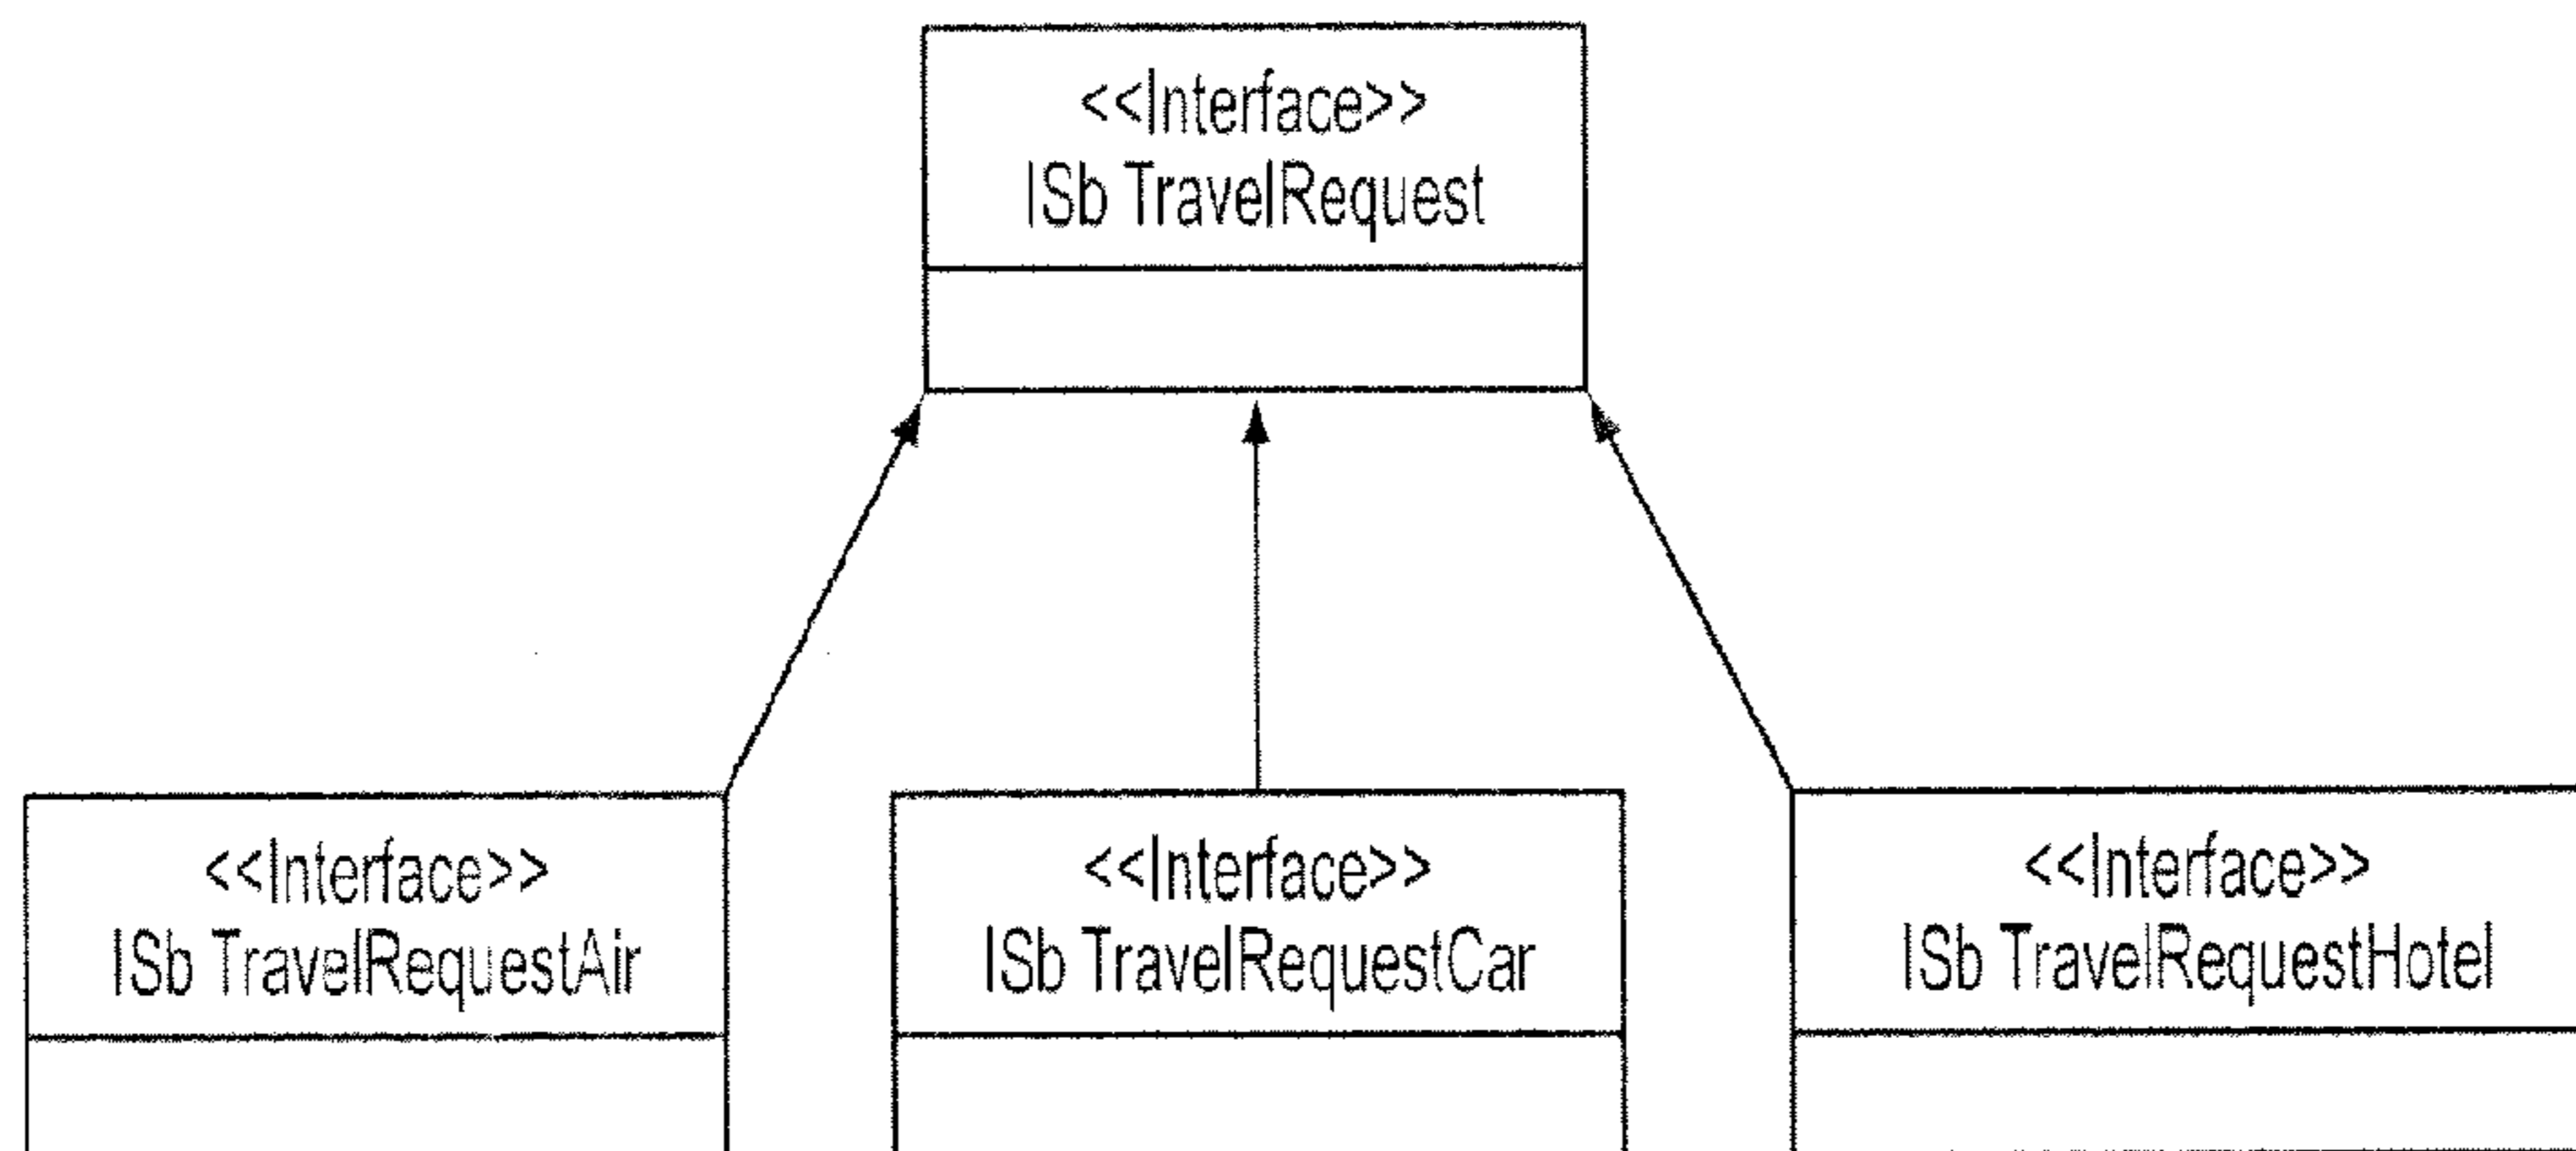 <<Interface>>
ISb TravelRequest
<<Interface>>
ISb TravelRequestAir
<<Interface>>
ISb TravelRequestCar
<<Interface>>
ISb TravelRequestHotel